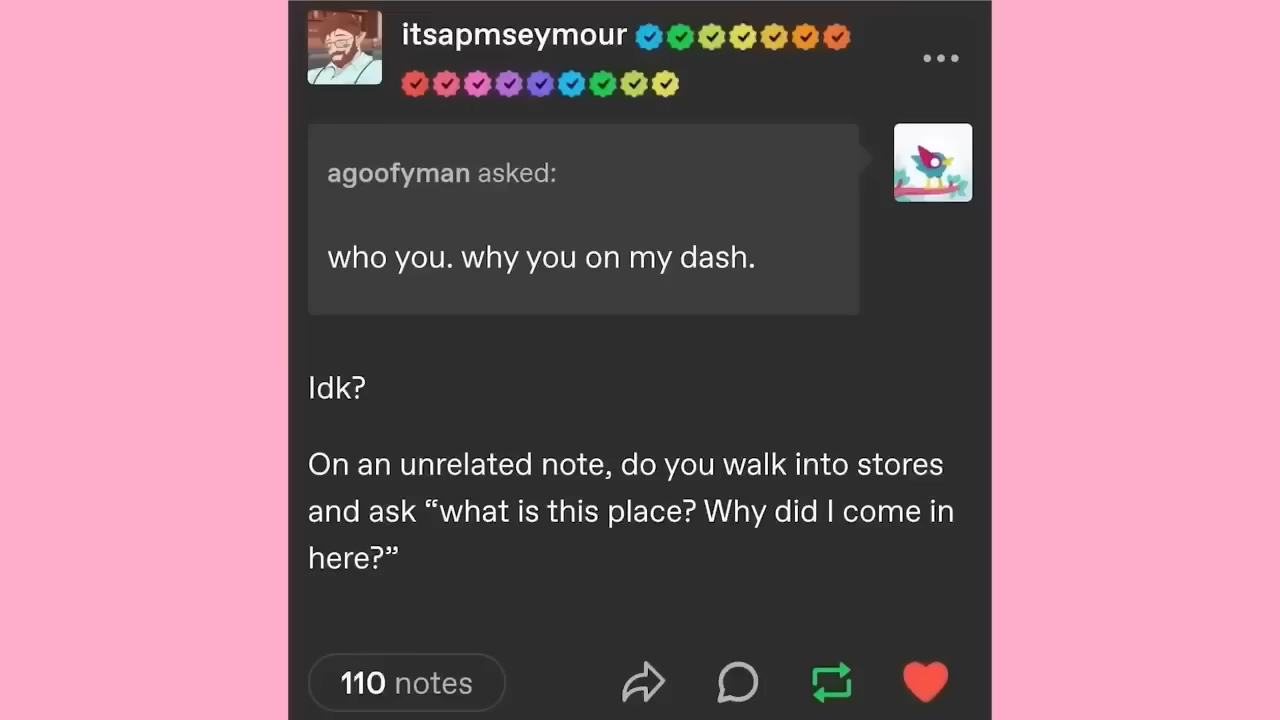 itsapmseymour
agoofyman asked:
who you. why you on my dash.
Idk?
On an unrelated note, do you walk into stores
and ask “what is this place? Why did I come in
here?”
110 notes